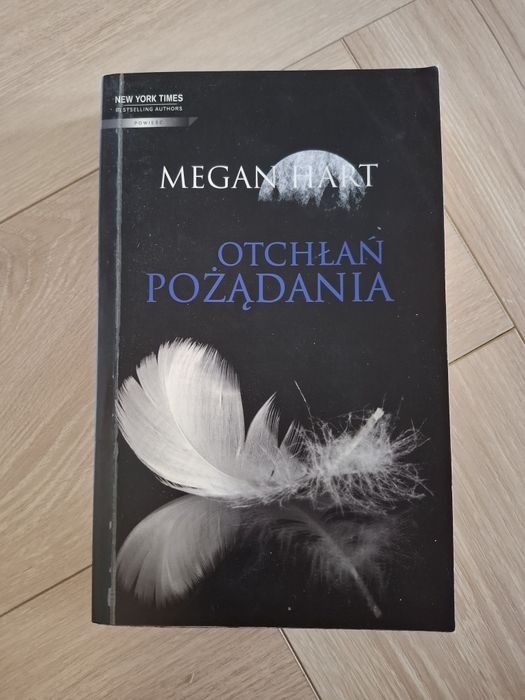 NEW YORK TIMES
BESTSELLING AUTHORS
POWIEŚĆ
MEGAN HART
OTCHŁAŃ
POŻĄDANIA